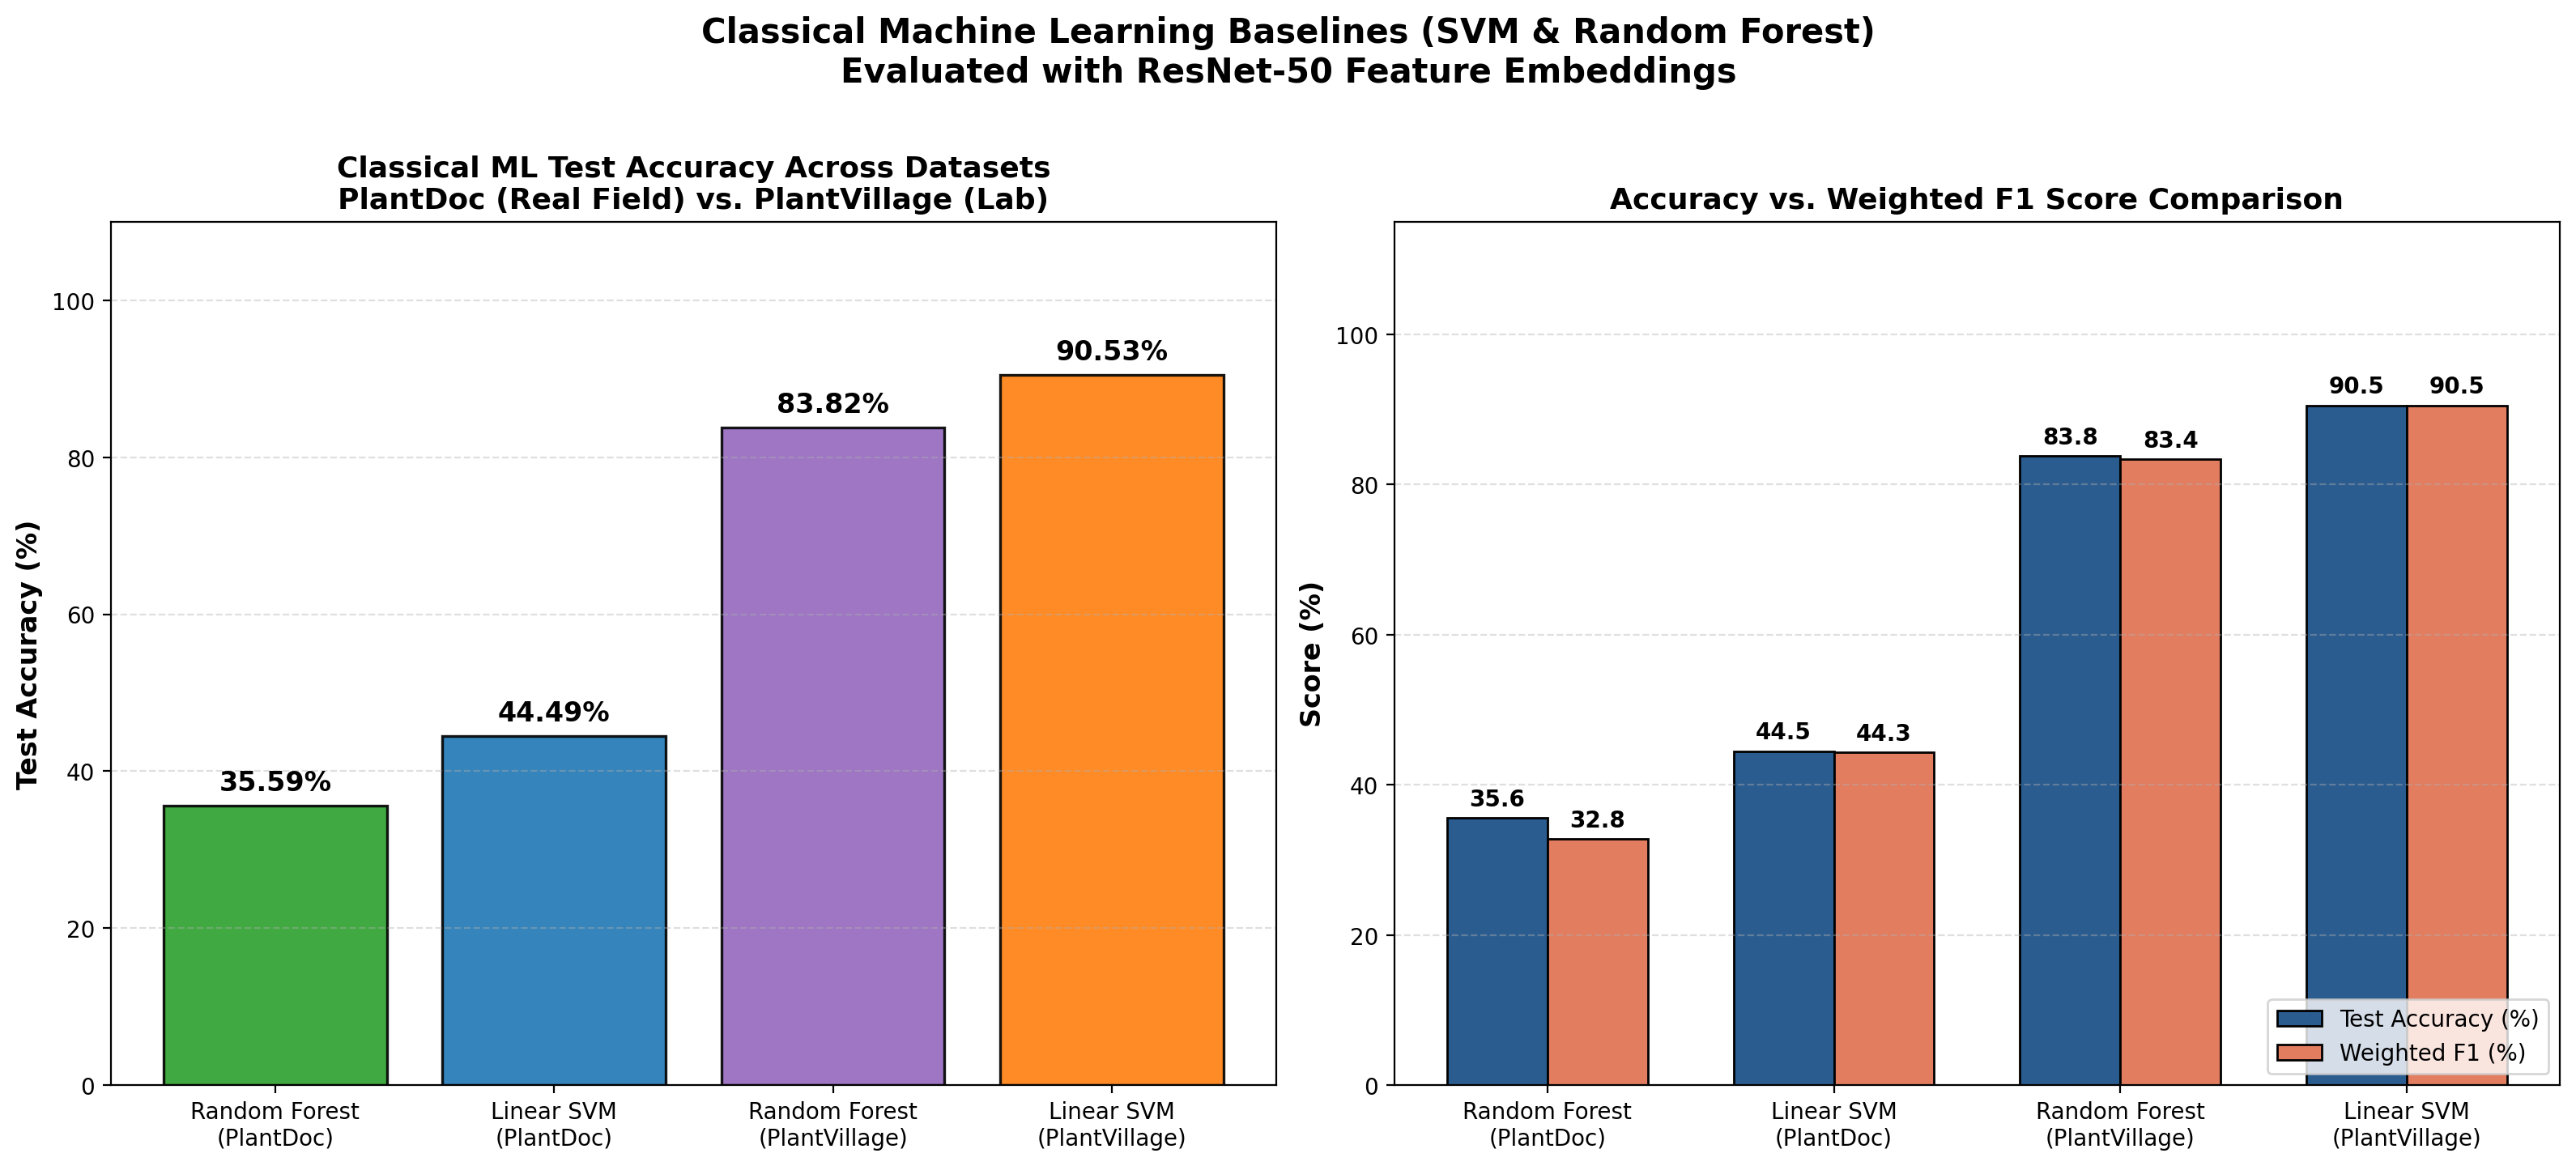 Classical Machine Learning Baselines (SVM & Random Forest)
Evaluated with ResNet-50 Feature Embeddings
Classical ML Test Accuracy Across Datasets
PlantDoc (Real Field) vs. PlantVillage (Lab)
Test Accuracy (%)
100
80
60
40
20
0
35.59%
44.49%
83.82%
90.53%
Random Forest
(PlantDoc)
Linear SVM
(PlantDoc)
Random Forest
(PlantVillage)
Linear SVM
(PlantVillage)
Accuracy vs. Weighted F1 Score Comparison
Score (%)
100
80
60
40
20
0
35.6
32.8
44.5
44.3
83.8
83.4
90.5
90.5
Test Accuracy (%)
Weighted F1 (%)
Random Forest
(PlantDoc)
Linear SVM
(PlantDoc)
Random Forest
(PlantVillage)
Linear SVM
(PlantVillage)